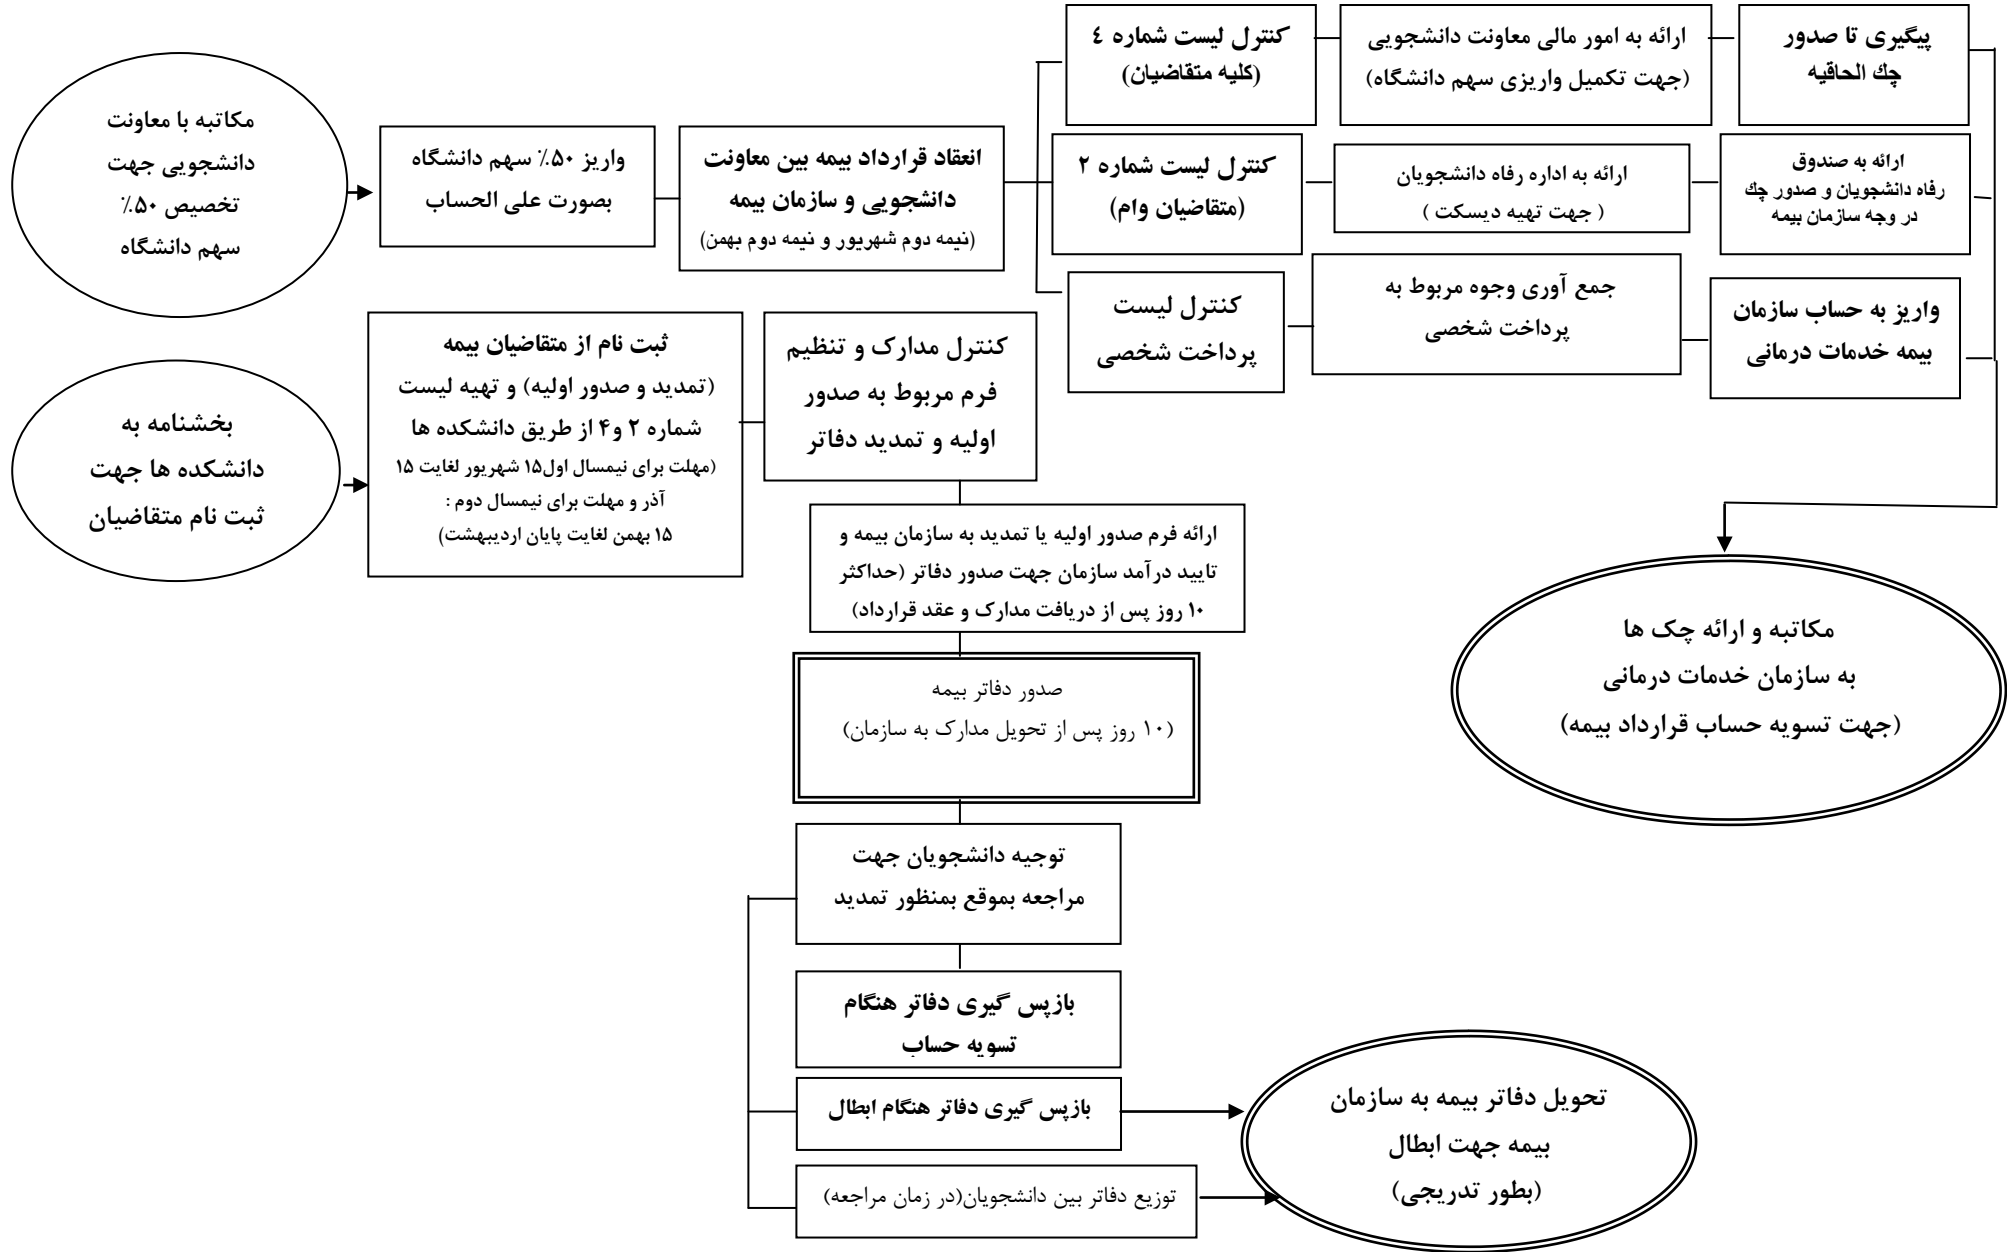 مکاتبه با معاونت
دانشجویی جهت
تخصیص ۵۰٪
سهم دانشگاه
واریز ۵۰٪ سهم دانشگاه
بصورت علی الحساب
انعقاد قرارداد بیمه بین معاونت
دانشجویی و سازمان بیمه
(نیمه دوم شهریور و نیمه دوم بهمن)
کنترل لیست شماره ٤
(کلیه متقاضیان)
ارائه به امور مالی معاونت دانشجویی
(جهت تکمیل واریزی سهم دانشگاه)
پیگیری تا صدور
چك الحاقیه
کنترل لیست شماره ۲
(متقاضیان وام)
ارائه به اداره رفاه دانشجویان
( جهت تهیه دیسکت )
ارائه به صندوق
رفاه دانشجویان و صدور چك
در وجه سازمان بیمه
کنترل لیست
پرداخت شخصی
جمع آوری وجوه مربوط به
پرداخت شخصی
واریز به حساب سازمان
بیمه خدمات درمانی
مکاتبه و ارائه چک ها
به سازمان خدمات درمانی
(جهت تسویه حساب قرارداد بیمه)
بخشنامه به
دانشکده ها جهت
ثبت نام متقاضیان
ثبت نام از متقاضیان بیمه
(تمدید و صدور اولیه) و تهیه لیست
شماره ۲ و۴ از طریق دانشکده ها
(مهلت برای نیمسال اول۱۵ شهریور لغایت ۱۵
آذر و مهلت برای نیمسال دوم :
۱۵ بهمن لغایت پایان اردیبهشت)
کنترل مدارک و تنظیم
فرم مربوط به صدور
اولیه و تمدید دفاتر
ارائه فرم صدور اولیه یا تمدید به سازمان بیمه و
تایید درآمد سازمان جهت صدور دفاتر (حداکثر
۱۰ روز پس از دریافت مدارک و عقد قرارداد)
صدور دفاتر بیمه
(۱۰ روز پس از تحویل مدارک به سازمان)
توجیه دانشجویان جهت
مراجعه بموقع بمنظور تمدید
بازپس گیری دفاتر هنگام
تسویه حساب
بازپس گیری دفاتر هنگام ابطال
توزیع دفاتر بین دانشجویان(در زمان مراجعه)
تحویل دفاتر بیمه به سازمان
بیمه جهت ابطال
(بطور تدریجی)